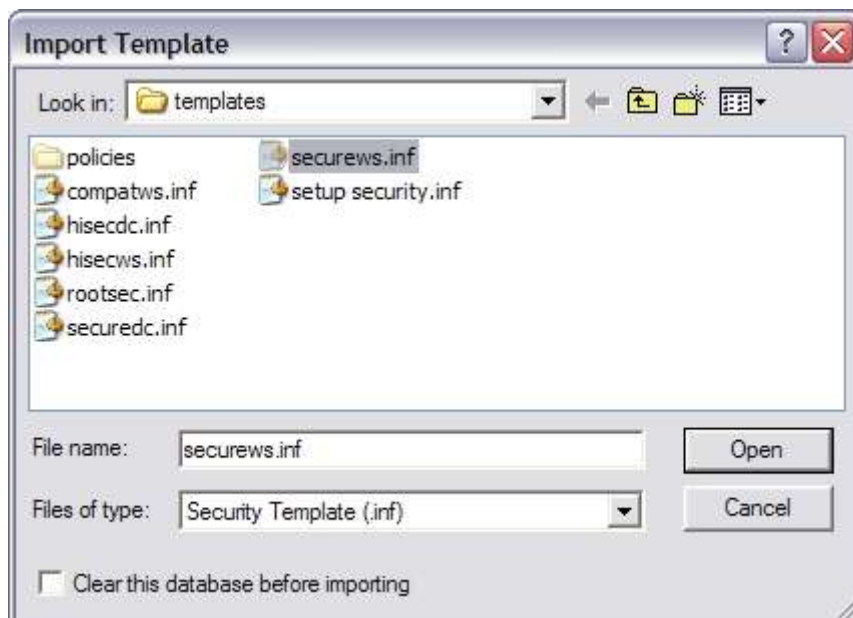 Import Template
Look in: templates
policies
compatws.inf
hisecdc.inf
hisecws.inf
rootsec.inf
securedc.inf
securews.inf
setup security.inf
File name: securews.inf
Open
Files of type: Security Template (.inf)
Cancel
Clear this database before importing